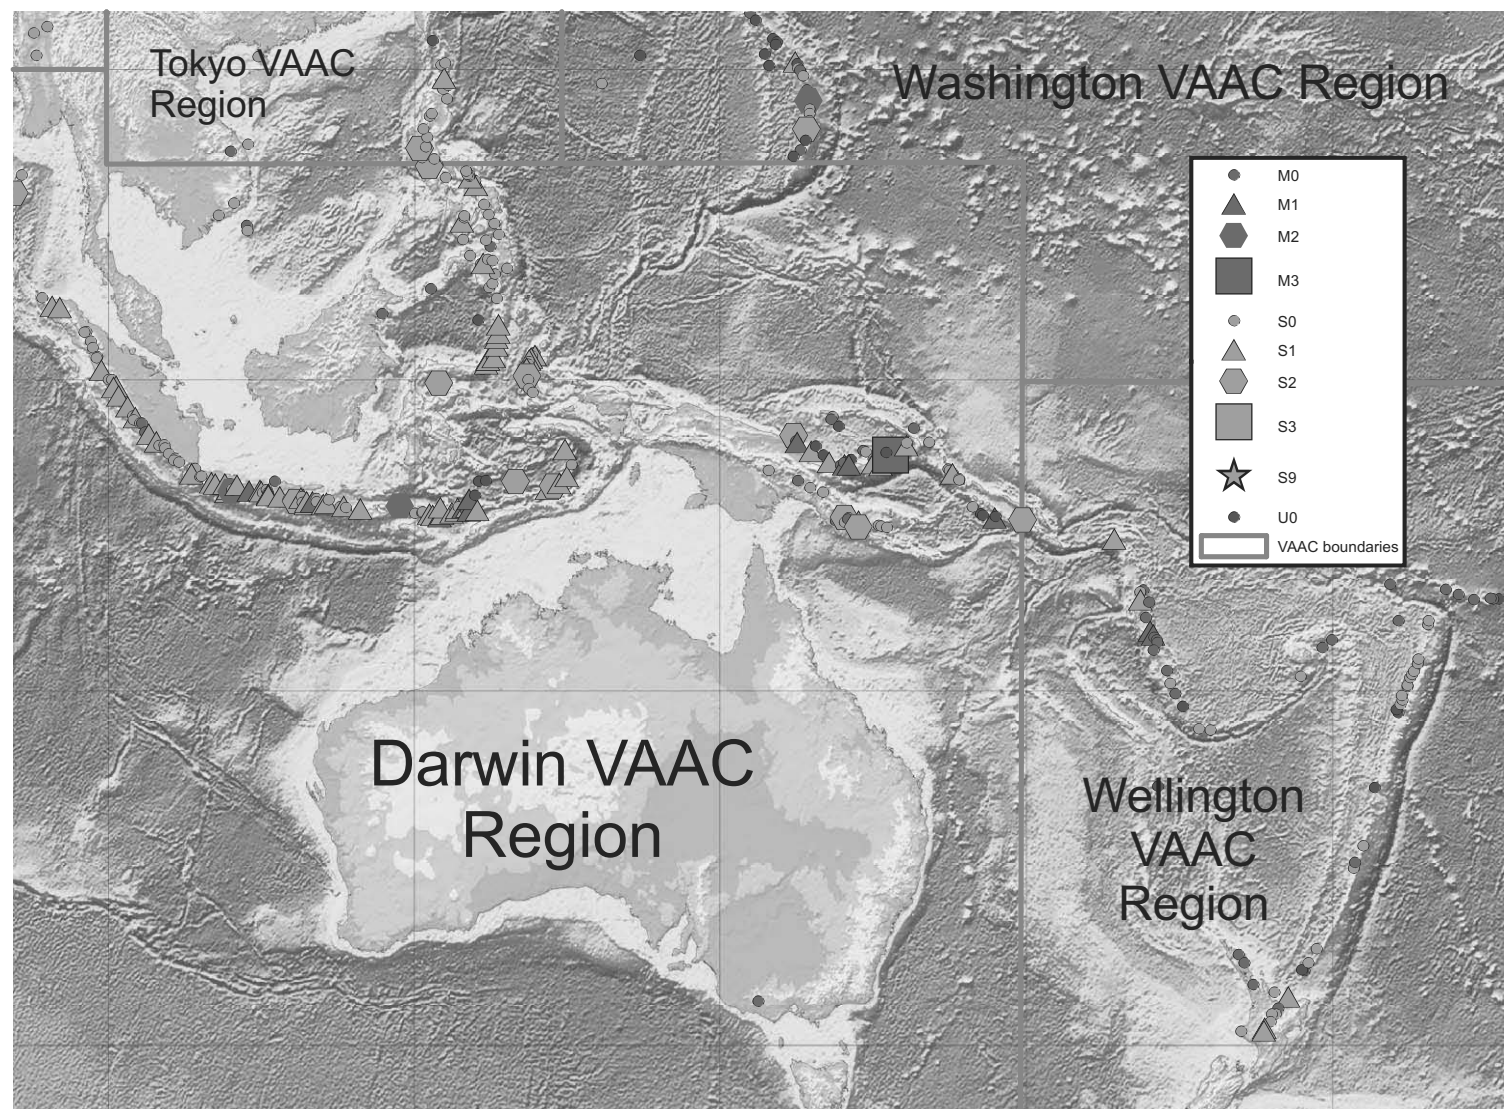 Tokyo VAAC
Region
Washington VAAC Region
M0
M1
M2
M3
S0
S1
S2
S3
S9
U0
VAAC boundaries
Darwin VAAC
Region
Wellington
VAAC
Region